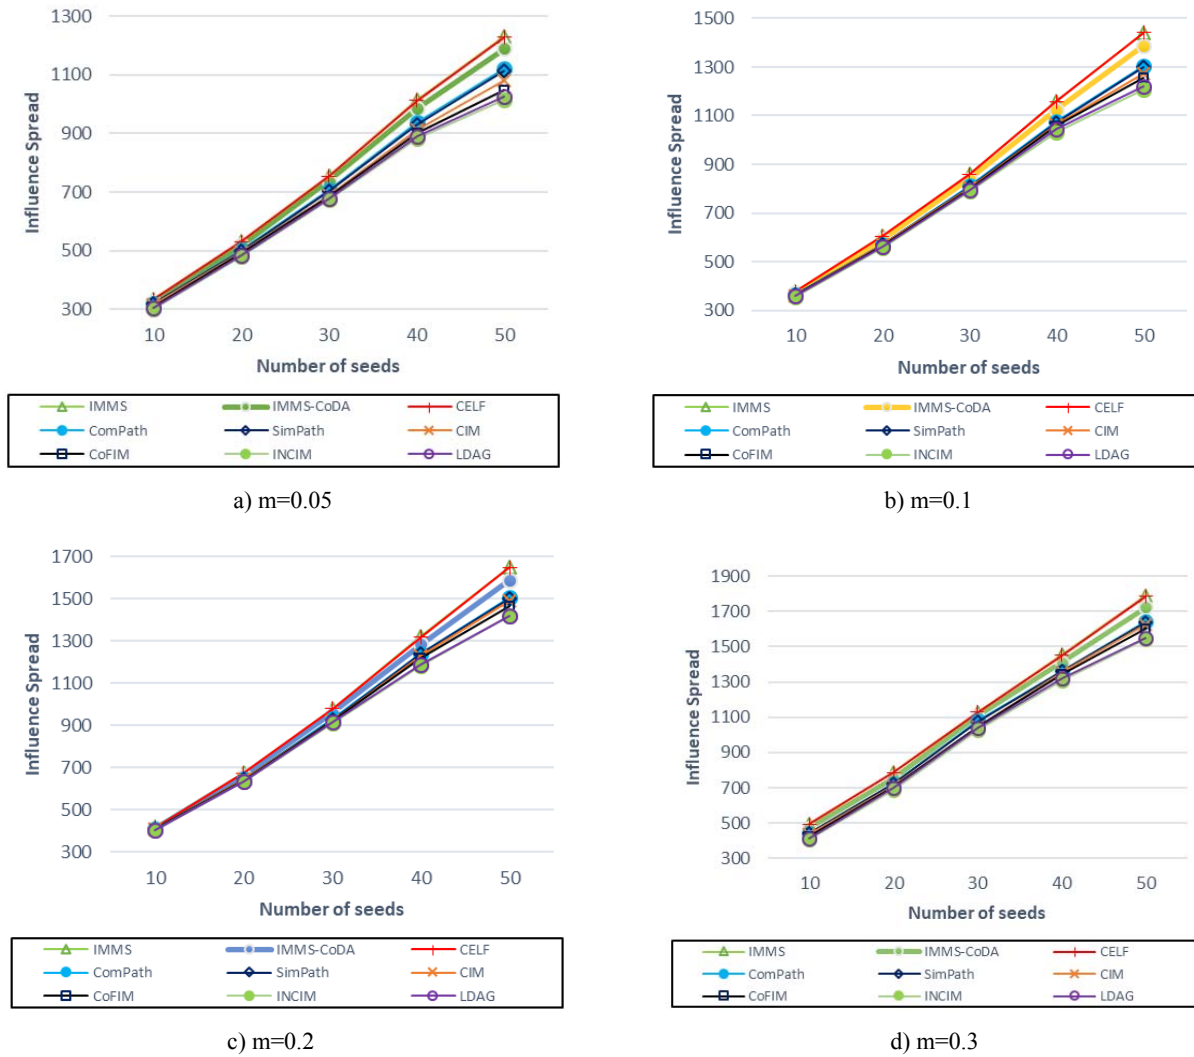 1300
1100
900
700
500
300
Influence Spread
10 20 30 40 50
Number of seeds
IMMS IMMS-CoDA CELF
ComPath SimPath CIM
CoFIM INCIM LDAG
a) m=0.05
1500
1300
1100
900
700
500
300
Influence Spread
10 20 30 40 50
Number of seeds
IMMS IMMS-CoDA CELF
ComPath SimPath CIM
CoFIM INCIM LDAG
b) m=0.1
1700
1500
1300
1100
900
700
500
300
Influence Spread
10 20 30 40 50
Number of seeds
IMMS IMMS-CoDA CELF
ComPath SimPath CIM
CoFIM INCIM LDAG
c) m=0.2
1900
1700
1500
1300
1100
900
700
500
300
Influence Spread
10 20 30 40 50
Number of seeds
IMMS IMMS-CoDA CELF
ComPath SimPath CIM
CoFIM INCIM LDAG
d) m=0.3